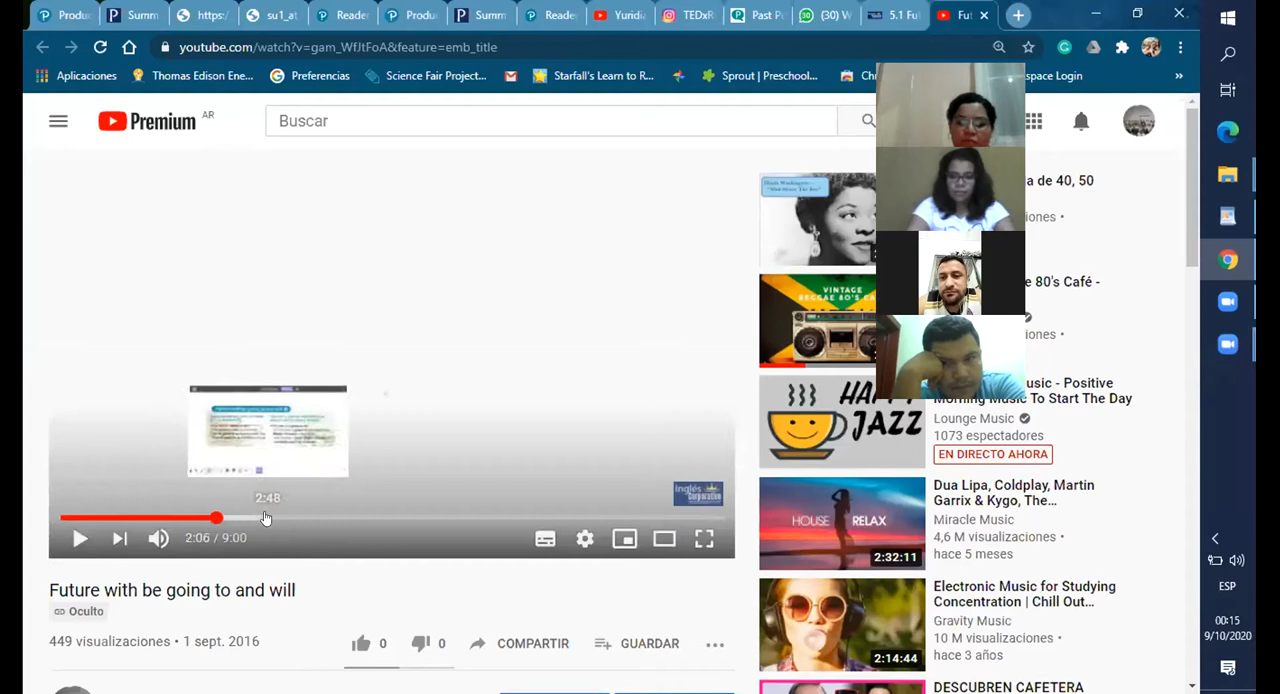 Produ
Summ
https:/
su1_at
Reader
Produ
Summ
Reade
Yuridia
TEDxR
Past P
(30) W
5.1 Fu
Fut
youtube.com/watch?v=gam_WfJtFoA&feature=emb_title
Aplicaciones
Thomas Edison Ene...
Preferencias
Science Fair Project...
Starfall's Learn to R...
Sprout | Preschool...
Ch
space Login
»
Premium AR
Buscar
a de 40, 50
iones •
VINTAGE
REGGAE 80'S CA
e 80's Café -
iones •
HAPPY
JAZZ
usic - Positive
Morning Music To Start The Day
Lounge Music
1073 espectadores
EN DIRECTO AHORA
2:48
Inglés
Corporativo
2:06 / 9:00
HOUSE RELAX
2:32:11
Dua Lipa, Coldplay, Martin
Garrix & Kygo, The...
Miracle Music
4,6 M visualizaciones •
hace 5 meses
Future with be going to and will
Oculto
449 visualizaciones • 1 sept. 2016
0
0
COMPARTIR
GUARDAR
2:14:44
Electronic Music for Studying
Concentration | Chill Out...
Gravity Music
10 M visualizaciones •
hace 3 años
DESCUBREN CAFETERA
ESP
00:15
9/10/2020